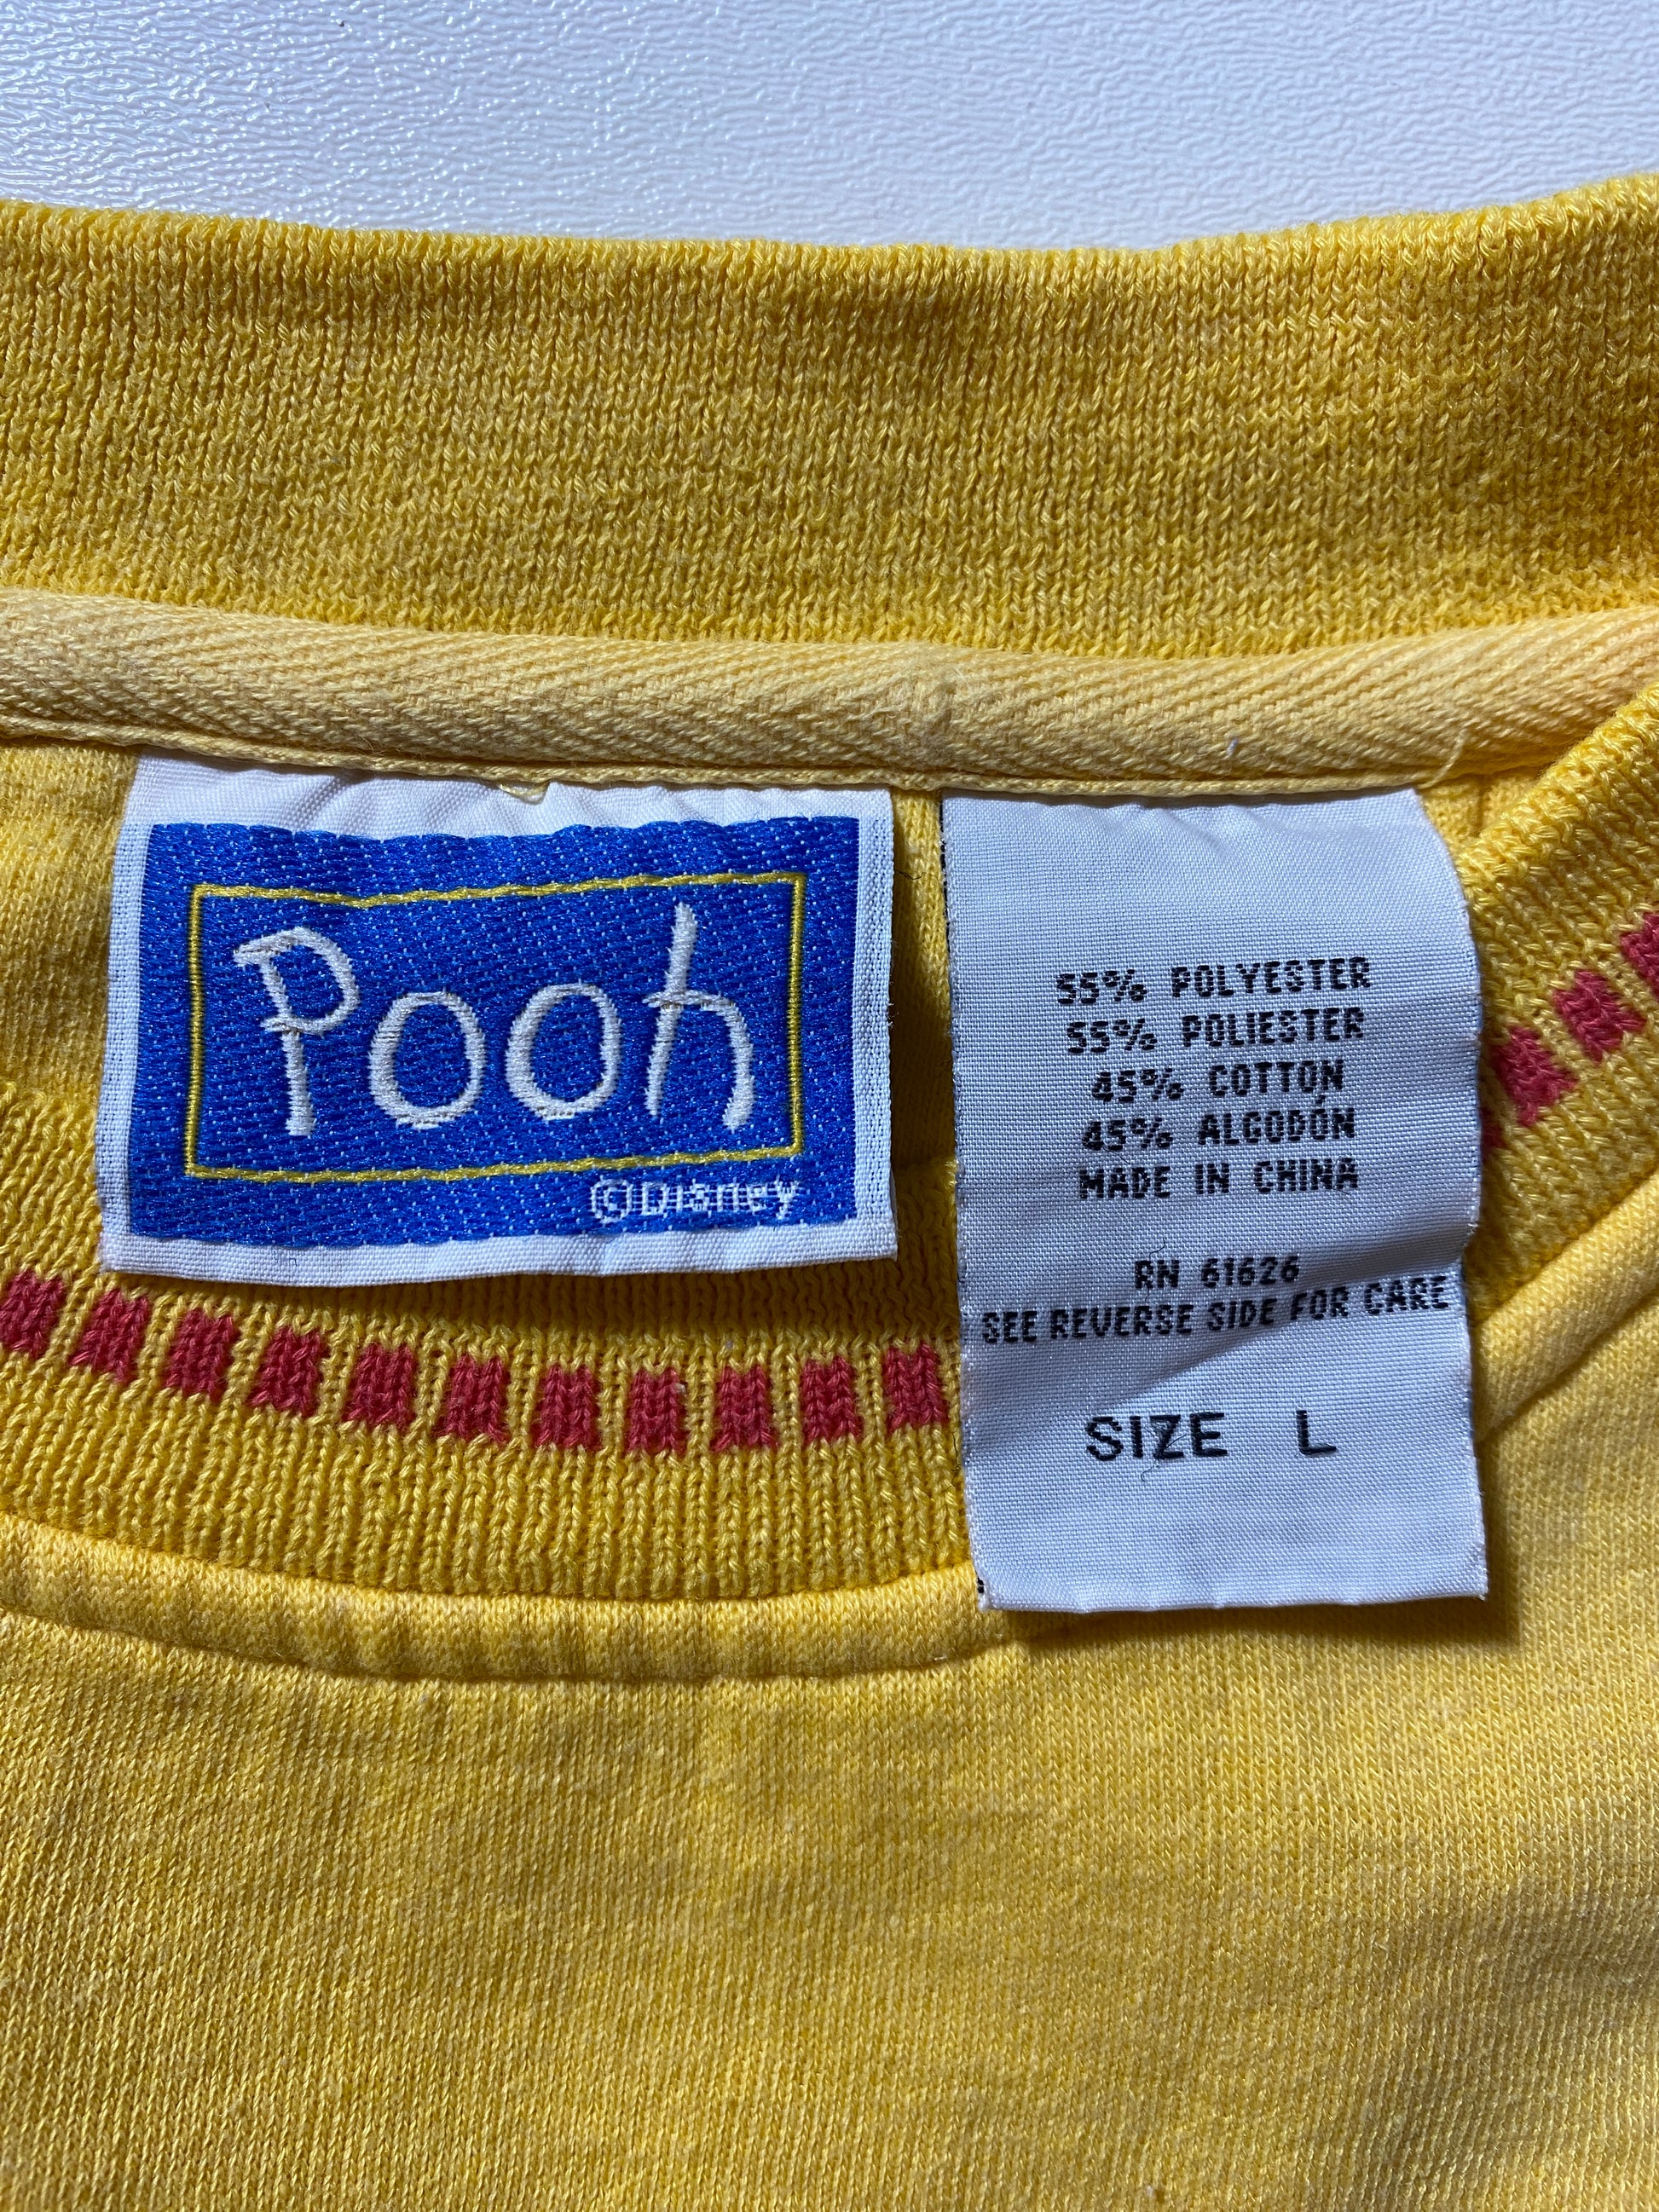 Pooh
©Disney
55% POLYESTER
55% POLIESTER
45% COTTON
45% ALGODÓN
MADE IN CHINA
RN 61626
SEE REVERSE SIDE FOR CARE
SIZE L